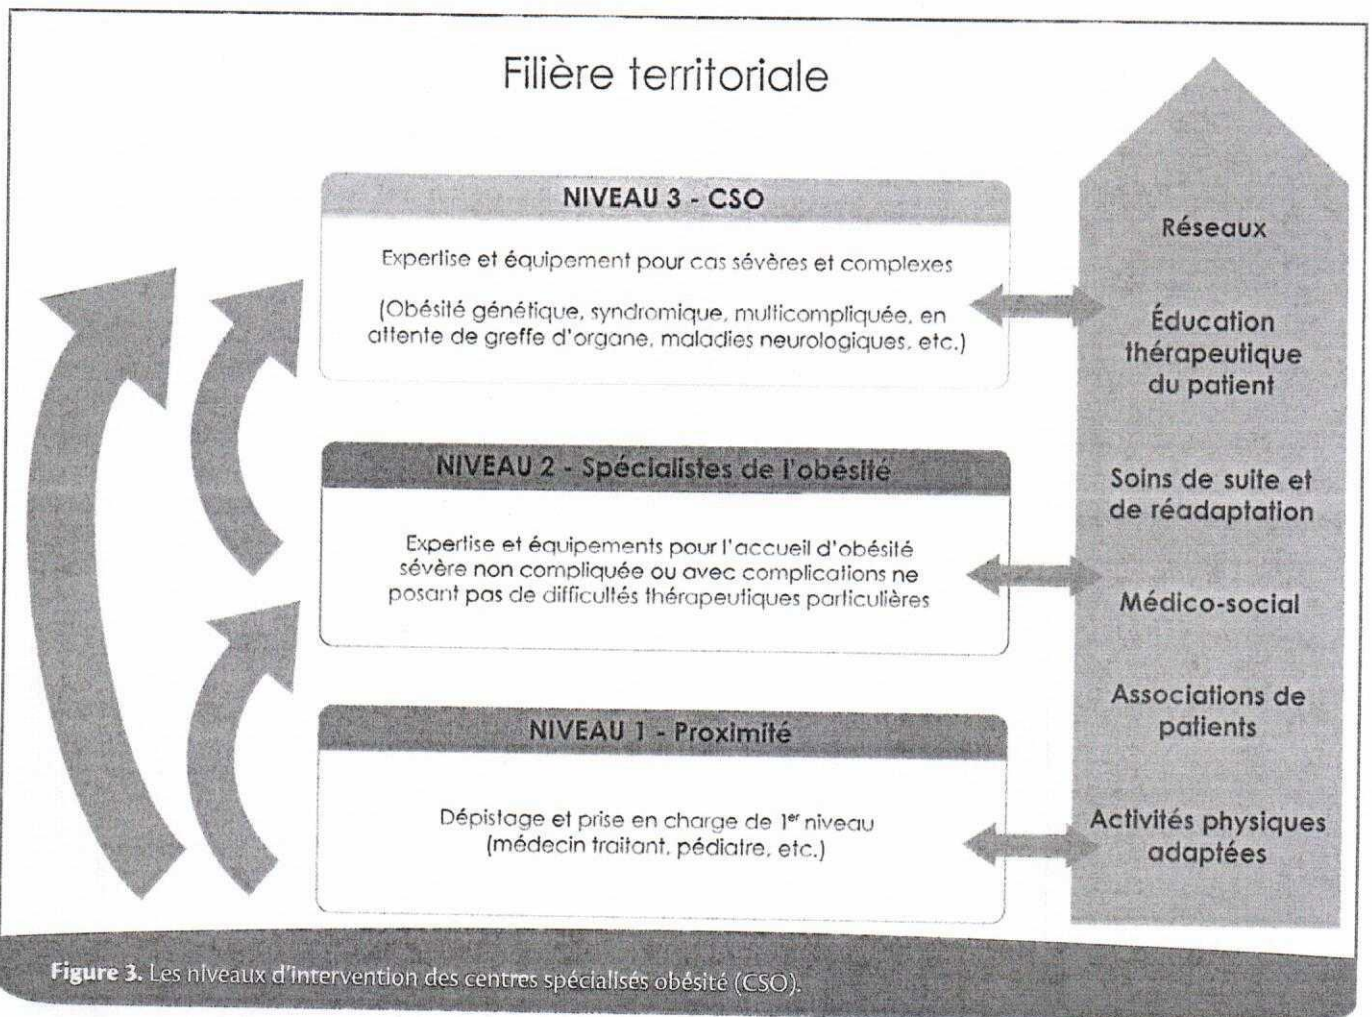 Filière territoriale
NIVEAU 3 - CSO
Expertise et équipement pour cas sévères et complexes
(Obésité génétique, syndromique, multicompliquée, en
attente de greffe d'organe, maladies neurologiques, etc.)
NIVEAU 2 - Spécialistes de l'obésité
Expertise et équipements pour l'accueil d'obésité
sévère non compliquée ou avec complications ne
posant pas de difficultés thérapeutiques particulières
NIVEAU 1 - Proximité
Dépistage et prise en charge de 1er niveau
(médecin traitant, pédiatre, etc.)
Réseaux
Éducation
thérapeutique
du patient
Soins de suite et
de réadaptation
Médico-social
Associations de
patients
Activités physiques
adaptées
Figure 3. Les niveaux d'intervention des centres spécialisés obésité (CSO).